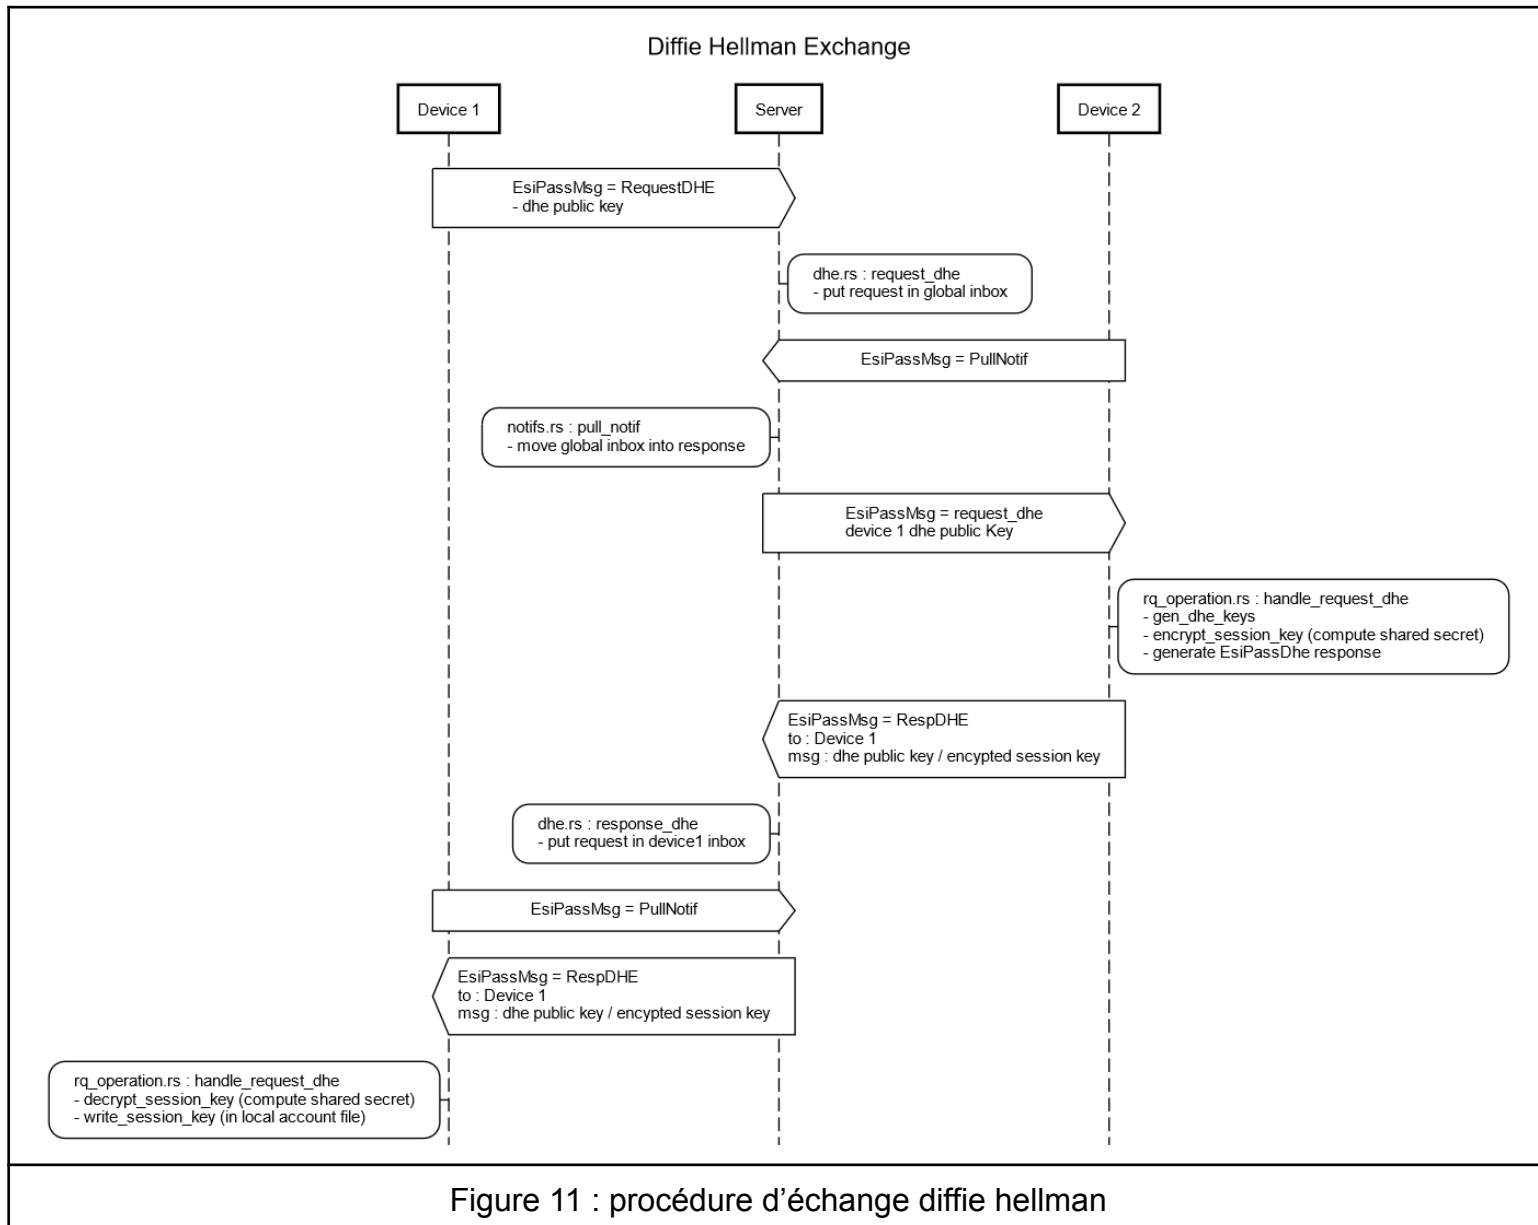 Diffie Hellman Exchange
Device 1
Server
Device 2
EsiPassMsg = RequestDHE
- dhe public key
dhe.rs : request_dhe
- put request in global inbox
EsiPassMsg = PullNotif
notifs.rs : pull_notif
- move global inbox into response
EsiPassMsg = request_dhe
device 1 dhe public Key
rq_operation.rs : handle_request_dhe
- gen_dhe_keys
- encrypt_session_key (compute shared secret)
- generate EsiPassDhe response
EsiPassMsg = RespDHE
to : Device 1
msg : dhe public key / encypted session key
dhe.rs : response_dhe
- put request in device1 inbox
EsiPassMsg = PullNotif
EsiPassMsg = RespDHE
to : Device 1
msg : dhe public key / encypted session key
rq_operation.rs : handle_request_dhe
- decrypt_session_key (compute shared secret)
- write_session_key (in local account file)
Figure 11 : procédure d’échange diffie hellman